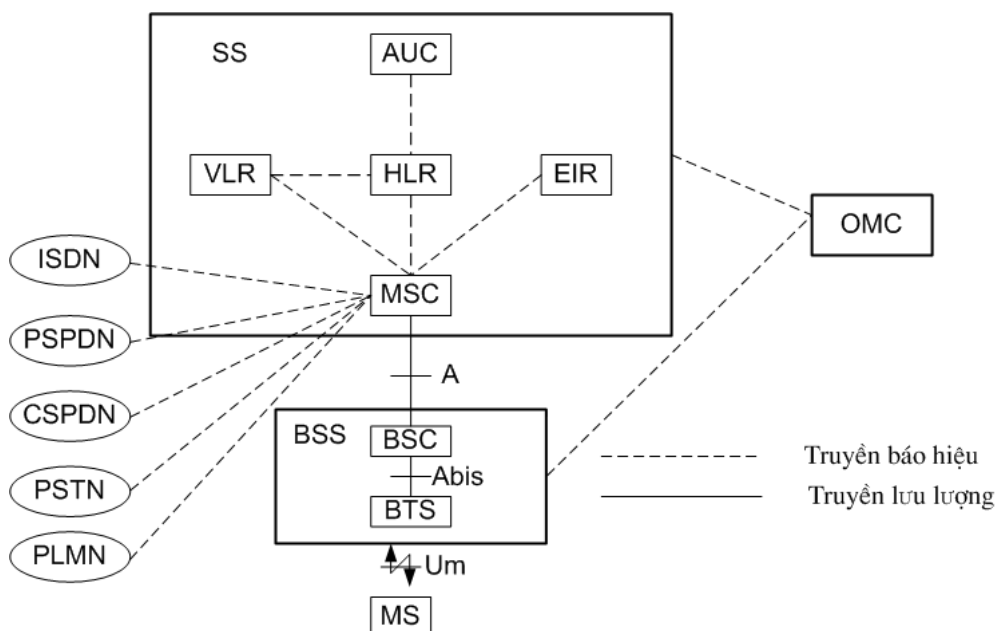 SS
AUC
VLR
HLR
EIR
OMC
ISDN
MSC
PSPDN
A
CSPDN
BSS
BSC
Truyền báo hiệu
Abis
PSTN
Truyền lưu lượng
BTS
PLMN
Um
MS